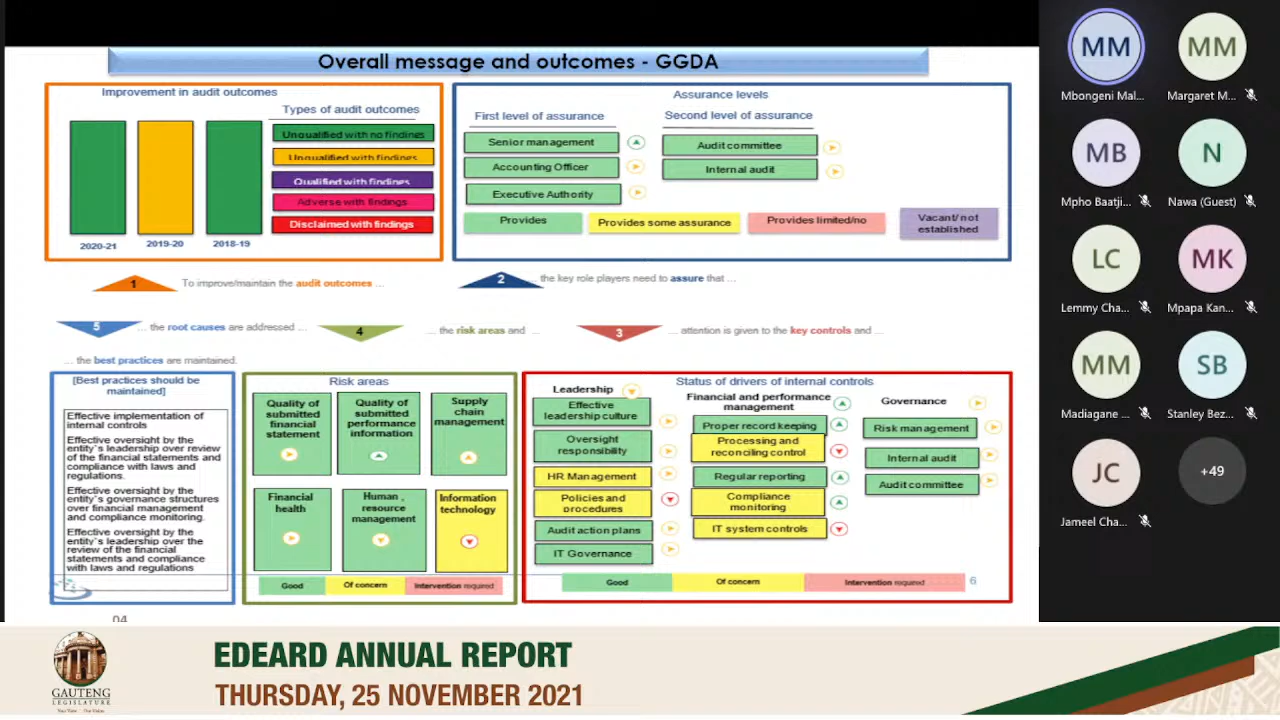 Overall message and outcomes - GGDA
Improvement in audit outcomes
Types of audit outcomes
Unqualified with no findings
Unqualified with findings
Qualified with findings
Adverse with findings
Disclaimed with findings
2020-21
2019-20
2018-19
Assurance levels
First level of assurance
Second level of assurance
Senior management
Accounting Officer
Executive Authority
Audit committee
Internal audit
Provides
Provides some assurance
Provides limited/no
Vacant/ not
established
1
To improve/maintain the audit outcomes ...
2
... the key role players need to assure that ...
5
... the root causes are addressed ...
4
... the risk areas and ...
3
... attention is given to the key controls and ...
... the best practices are maintained.
[Best practices should be
maintained]
Effective implementation of
internal controls
Effective oversight by the
entity`s leadership over review
of the financial statements and
compliance with laws and
regulations.
Effective oversight by the
entity's governance structures
over financial management
and compliance monitoring.
Effective oversight by the
entity's leadership over the
review of the financial
statements and compliance
with laws and regulations
Risk areas
Quality of
submitted
financial
statement
Quality of
submitted
performance
information
Supply
chain
management
Financial
health
Human .
resource
management
Information
technology
Good
Of concern
Intervention required
Status of drivers of internal controls
Leadership
Effective
leadership culture
Oversight
responsibility
HR Management
Policies and
procedures
Audit action plans
IT Governance
Financial and performance
management
Proper record keeping
Processing and
reconciling control
Regular reporting
Compliance
monitoring
IT system controls
Governance
Risk management
Internal audit
Audit committee
Good
Of concern
Intervention required
6
04
MM
Mbongeni Mal...
MM
Margaret M...
MB
Mpho Baatji...
N
Nawa (Guest)
LC
Lemmy Cha...
MK
Mpapa Kan...
MM
Madiagane ...
SB
Stanley Bez...
JC
Jameel Cha...
+49
GAUTENG
LEGISLATURE
Your View Our Vision
EDEARD ANNUAL REPORT
THURSDAY, 25 NOVEMBER 2021